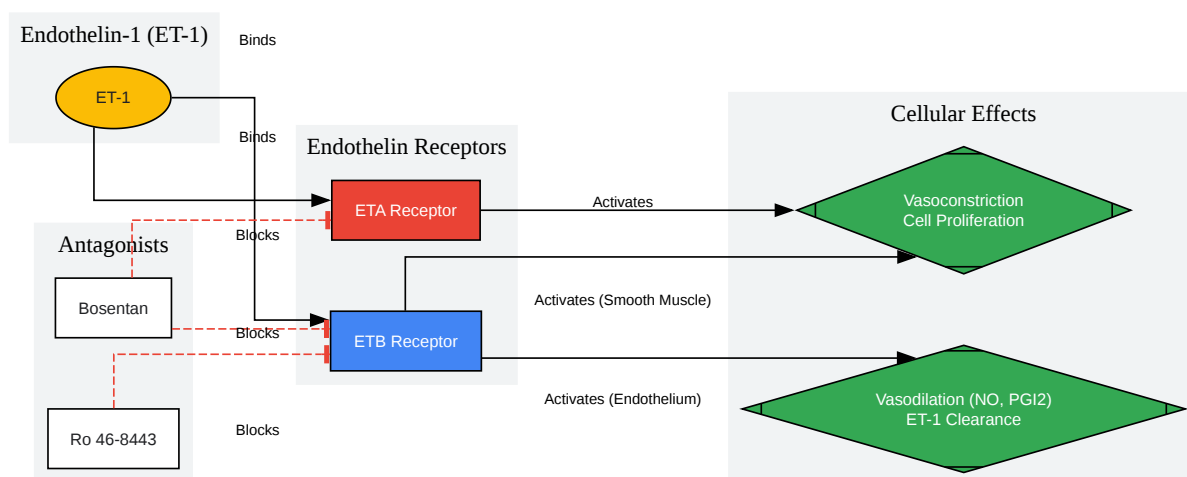 Endothelin-1 (ET-1)
Binds
ET-1
Binds
Endothelin Receptors
Cellular Effects
ETA Receptor
Activates
Vasoconstriction
Cell Proliferation
Antagonists
Blocks
Bosentan
Activates (Smooth Muscle)
Blocks
ETB Receptor
Activates (Endothelium)
Vasodilation (NO, PGI2)
ET-1 Clearance
Ro 46-8443
Blocks